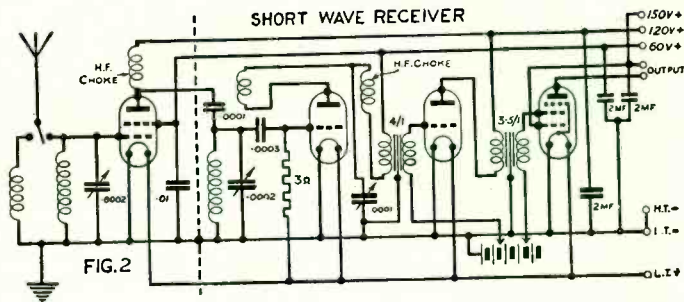 SHORT WAVE RECEIVER
150V+
120V+
60V+
OUTPUT
H.F.
CHOKE
H.F. CHOKE
.0001
.0003
4/1
3·5/1
2MF
2MF
.0002
.01
.0002
3Ω
.0001
2MF
H.T.-
L.T.-
L.T.+
FIG. 2